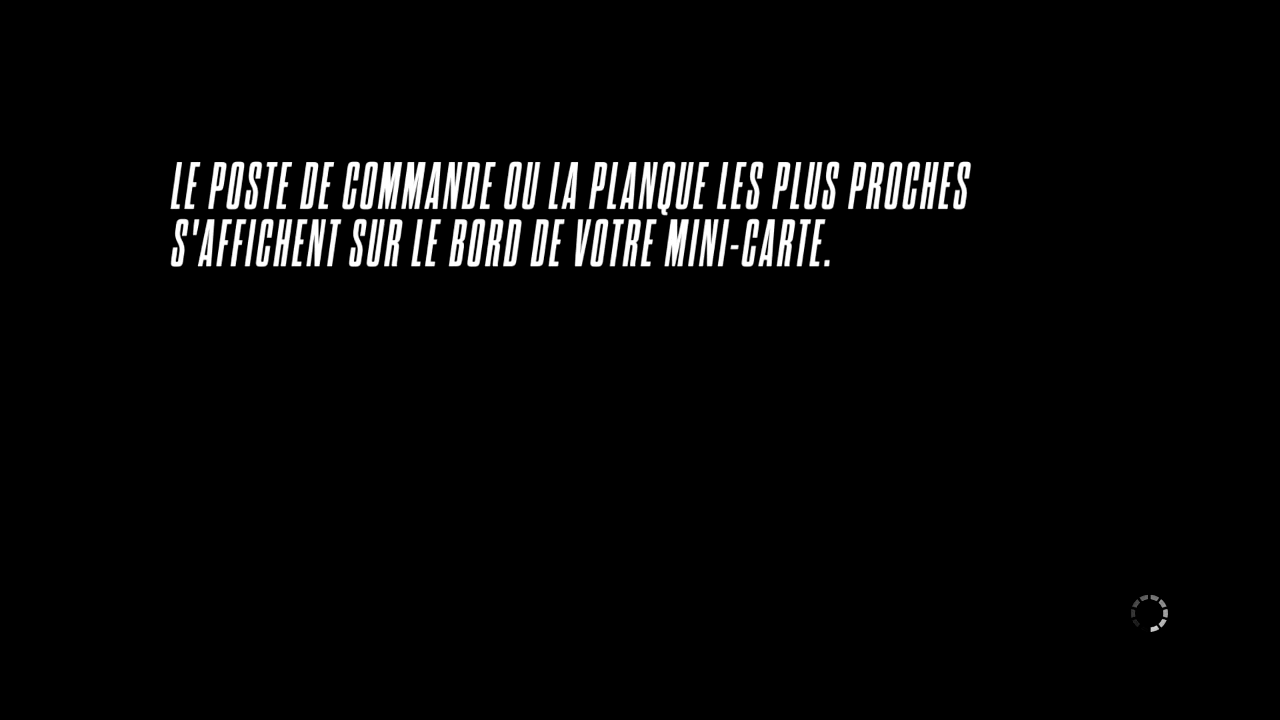 LE POSTE DE COMMANDE OU LA PLANQUE LES PLUS PROCHES
S'AFFICHENT SUR LE BORD DE VOTRE MINI-CARTE.